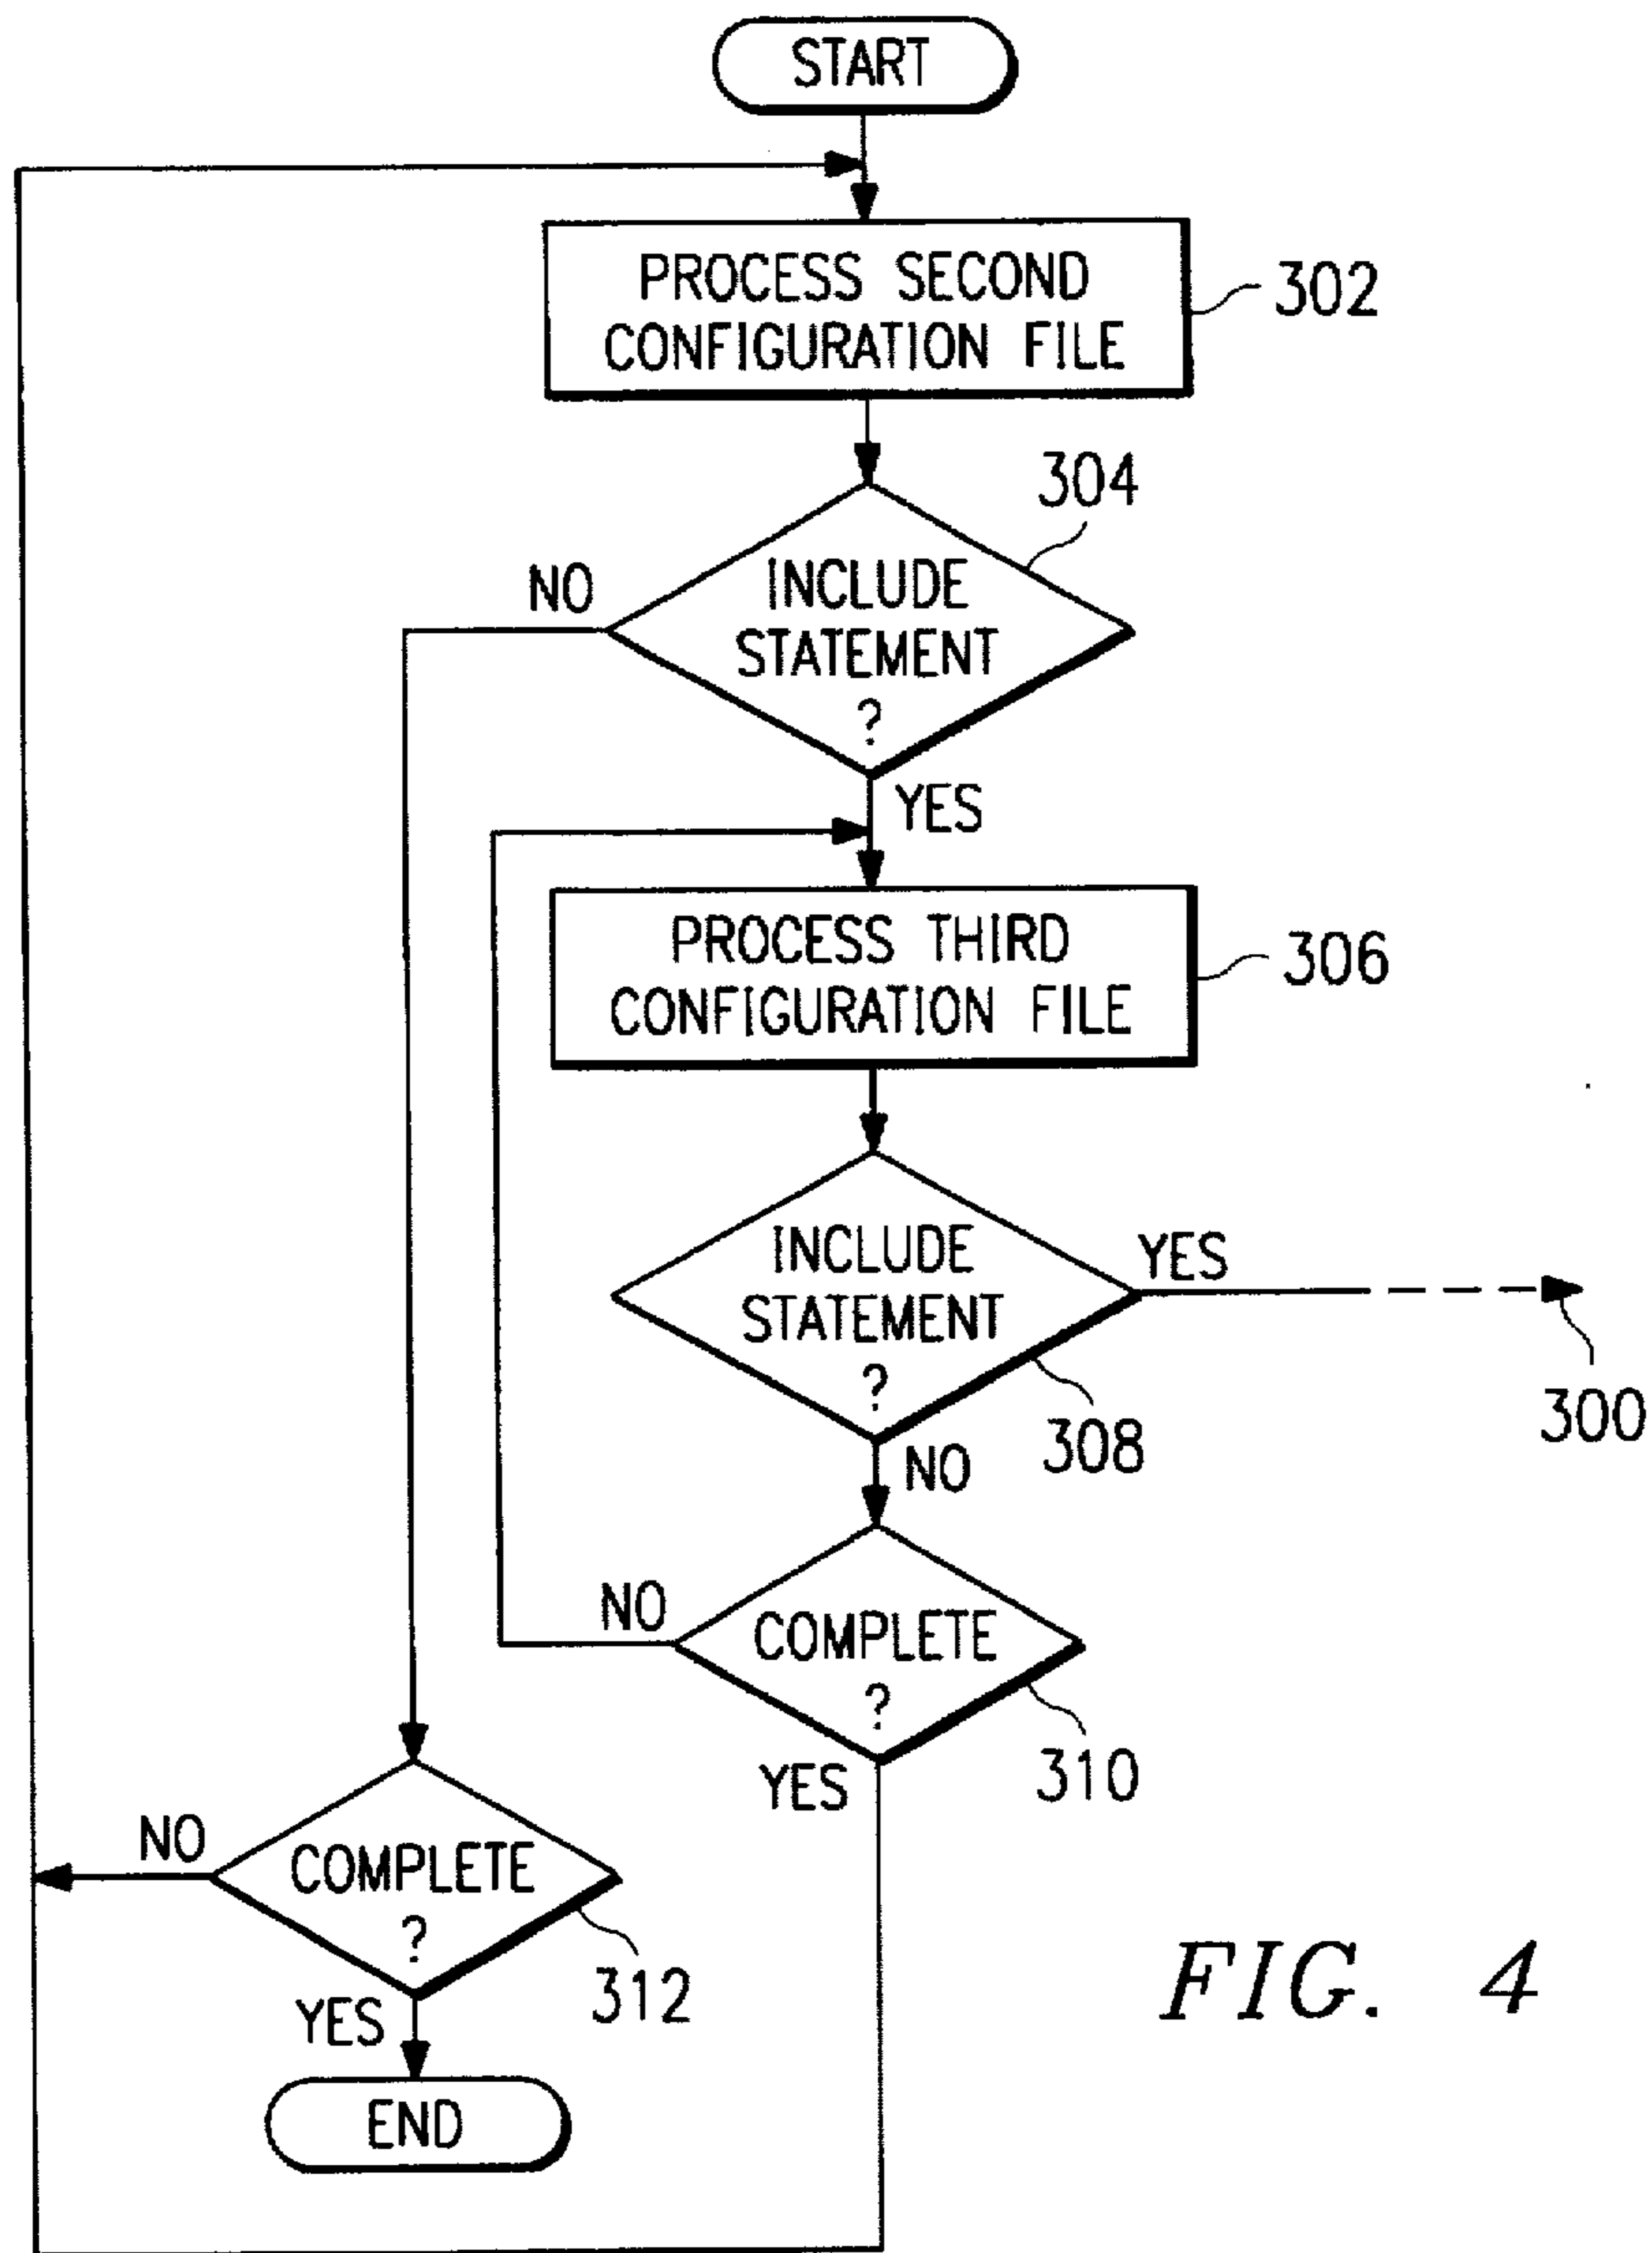 START
PROCESS SECOND
CONFIGURATION FILE
302
304
NO
INCLUDE
STATEMENT
?
YES
PROCESS THIRD
CONFIGURATION FILE
306
INCLUDE
STATEMENT
?
YES
300
308
NO
NO
COMPLETE
?
310
YES
NO
COMPLETE
?
312
YES
END
FIG. 4